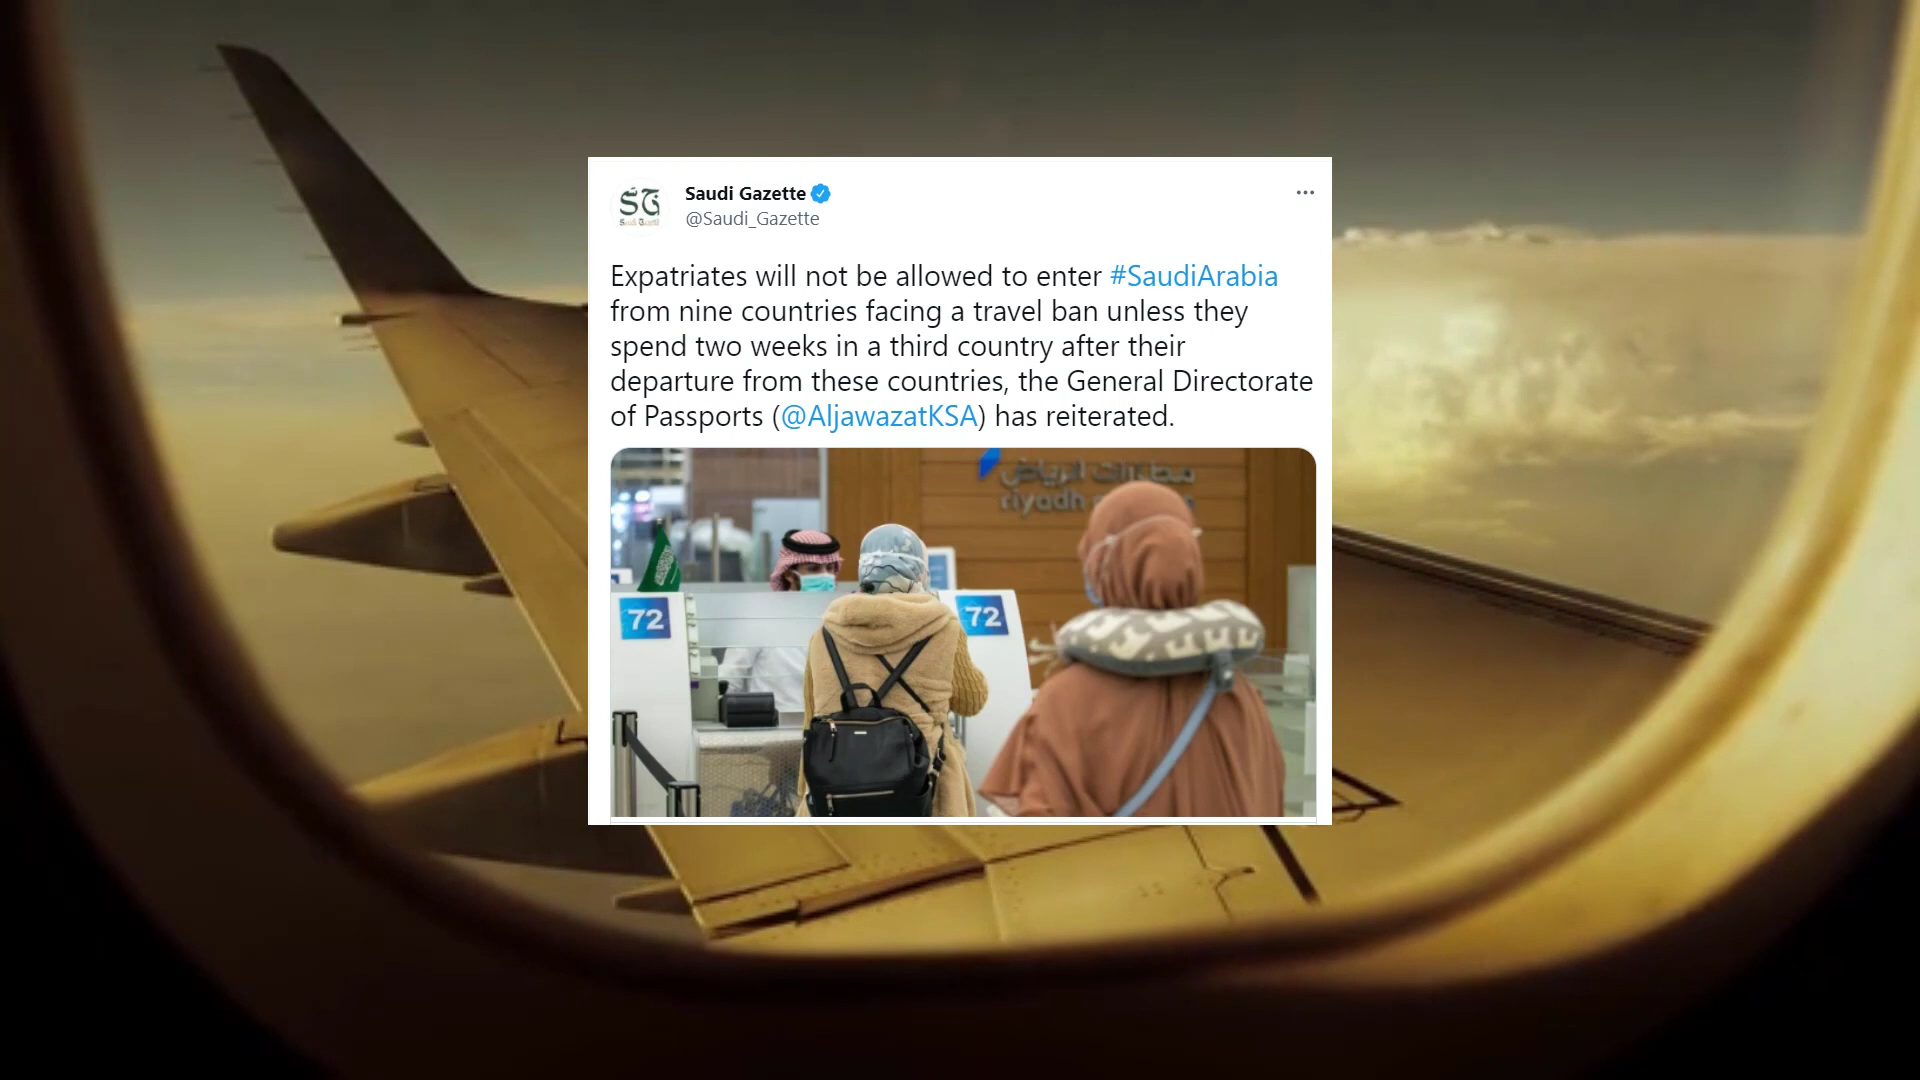 Saudi Gazette
@Saudi_Gazette
Expatriates will not be allowed to enter #SaudiArabia
from nine countries facing a travel ban unless they
spend two weeks in a third country after their
departure from these countries, the General Directorate
of Passports (@AljawazatKSA) has reiterated.
مطارات الرياض
riyadh
72
72